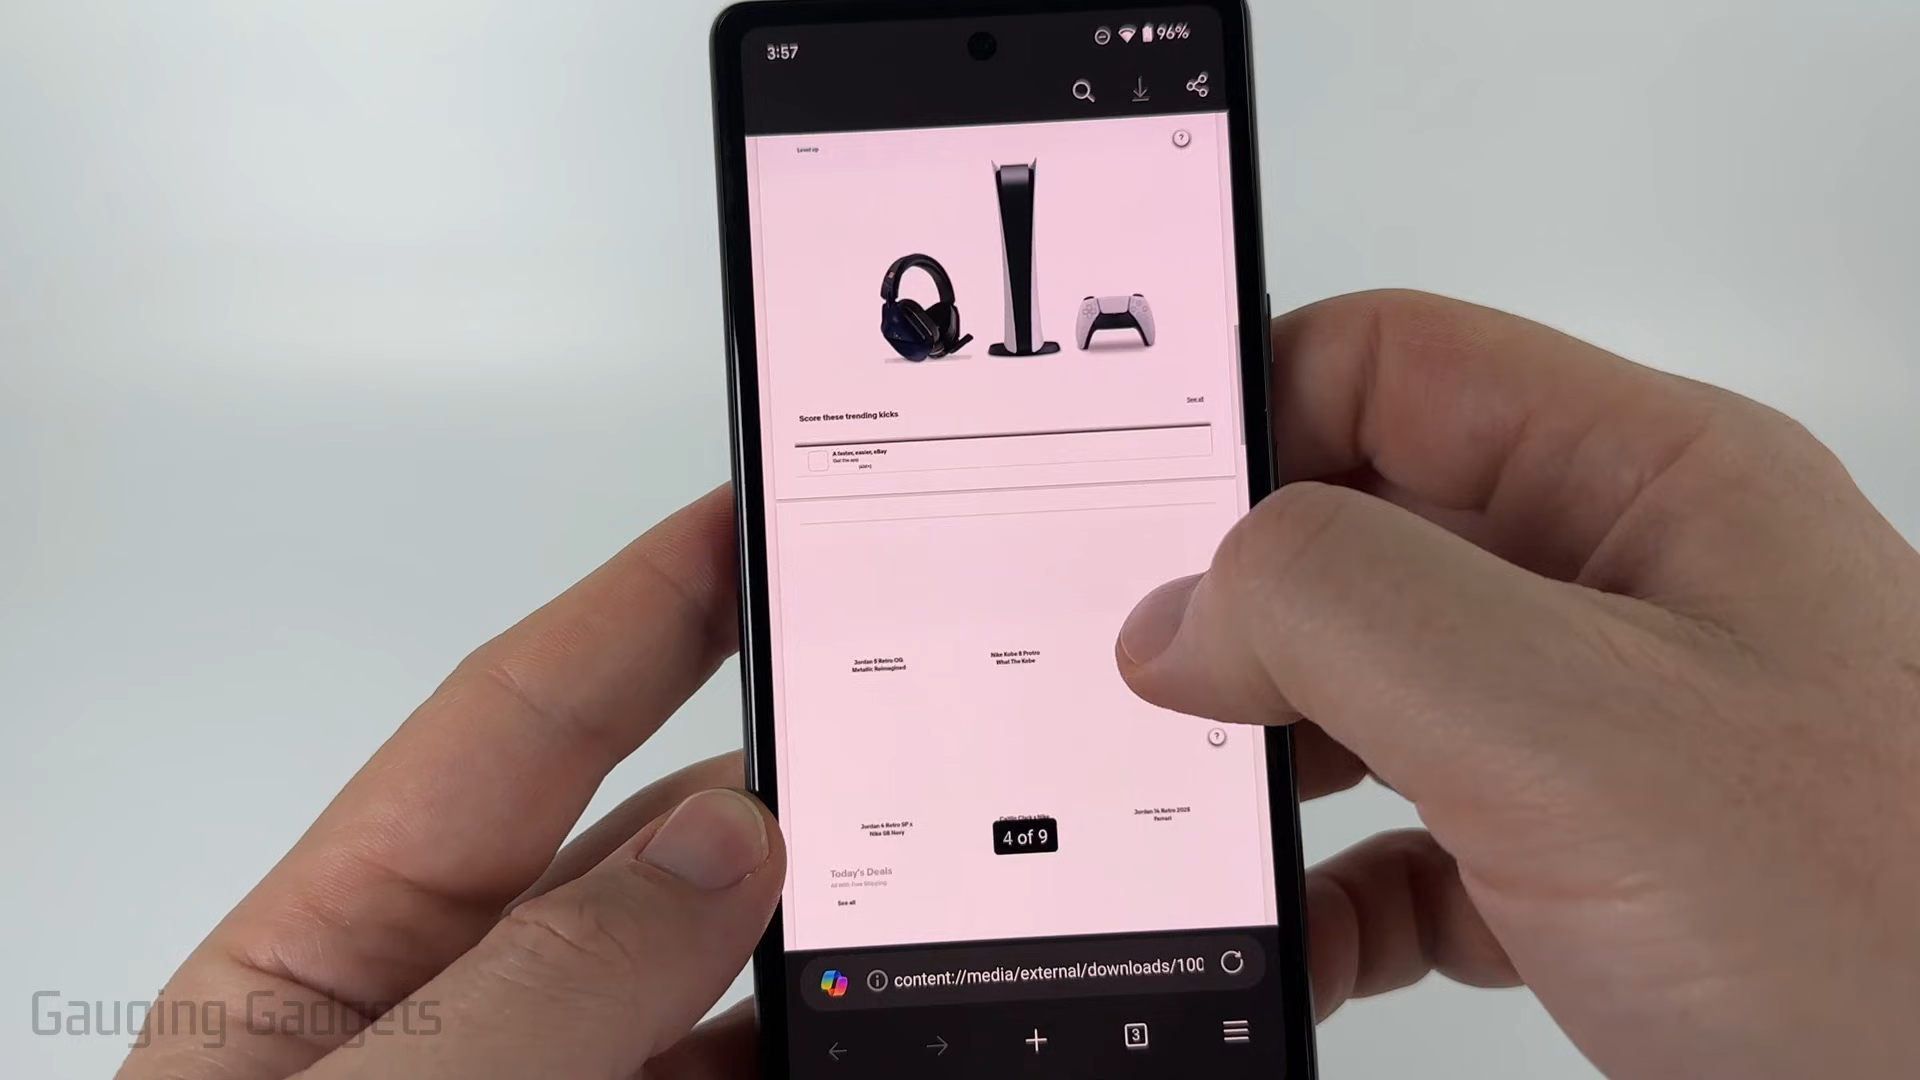 3:57
96%
Level up
?
See all
Score these trending kicks
A faster, easier, eBay
Get the app
Jordan 5 Retro OG
Metallic Reimagined
Nike Kobe 8 Protro
What The Kobe
?
Jordan 4 Retro SP x
Nike SB Navy
Caitlin Clark x Nike
Jordan 14 Retro 2025
Ferrari
4 of 9
Today's Deals
All With Free Shipping
See all
content://media/external/downloads/100
3
Gauging Gadgets